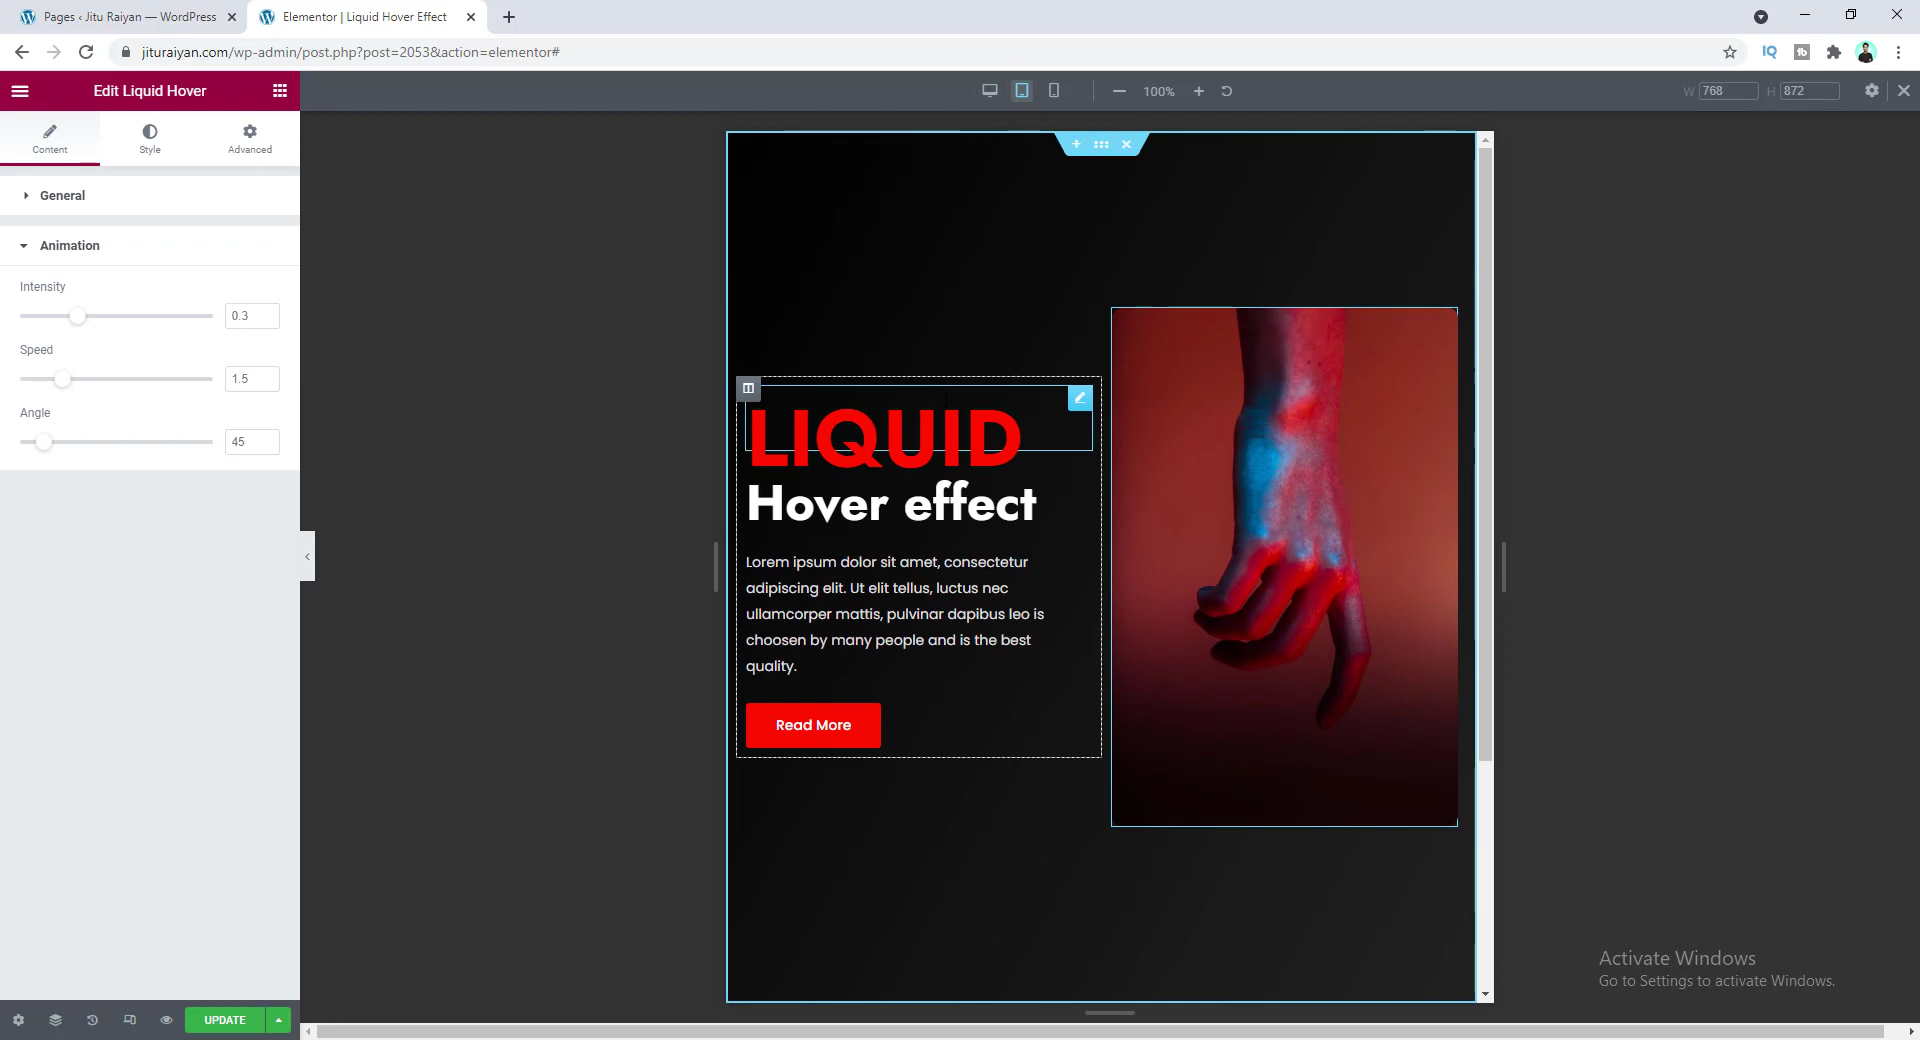 Pages ‹ Jitu Raiyan — WordPress
Elementor | Liquid Hover Effect
jituraiyan.com/wp-admin/post.php?post=2053&action=elementor#
IQ
Edit Liquid Hover
100%
W 768 H 872
Content
Style
Advanced
General
Animation
Intensity
0.3
Speed
1.5
Angle
45
LIQUID
Hover effect
Lorem ipsum dolor sit amet, consectetur
adipiscing elit. Ut elit tellus, luctus nec
ullamcorper mattis, pulvinar dapibus leo is
choosen by many people and is the best
quality.
Read More
Activate Windows
Go to Settings to activate Windows.
UPDATE